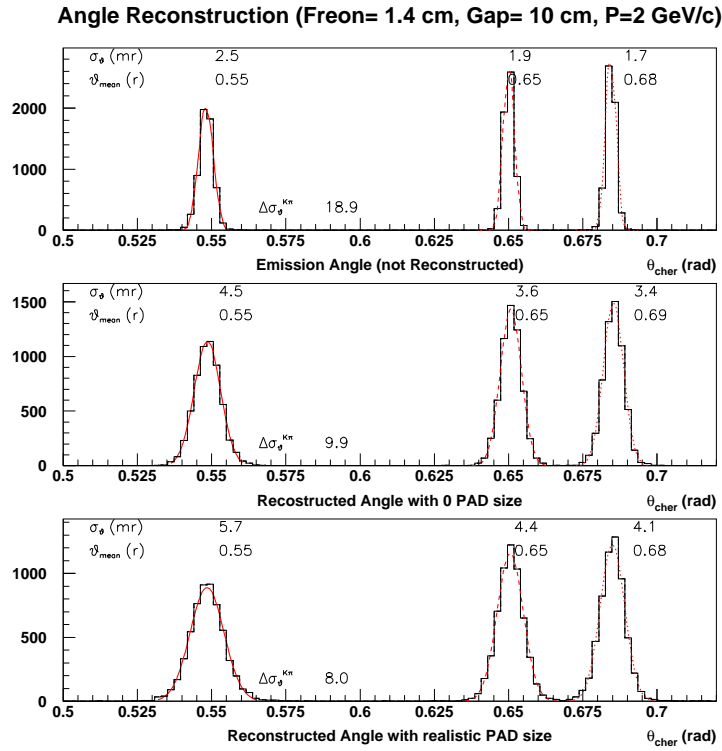 Angle Reconstruction (Freon= 1.4 cm, Gap= 10 cm, P=2 GeV/c)
σϑ (mr) 2.5 1.9 1.7
ϑmean (r) 0.55 0.65 0.68
2000
1000
Δσϑ^Kπ 18.9
0
0.5 0.525 0.55 0.575 0.6 0.625 0.65 0.675 0.7
Emission Angle (not Reconstructed) θcher (rad)
σϑ (mr) 4.5 3.6 3.4
ϑmean (r) 0.55 0.65 0.69
1500
1000
500
Δσϑ^Kπ 9.9
0
0.5 0.525 0.55 0.575 0.6 0.625 0.65 0.675 0.7
Recostructed Angle with 0 PAD size θcher (rad)
σϑ (mr) 5.7 4.4 4.1
ϑmean (r) 0.55 0.65 0.68
1000
500
Δσϑ^Kπ 8.0
0
0.5 0.525 0.55 0.575 0.6 0.625 0.65 0.675 0.7
Reconstructed Angle with realistic PAD size θcher (rad)